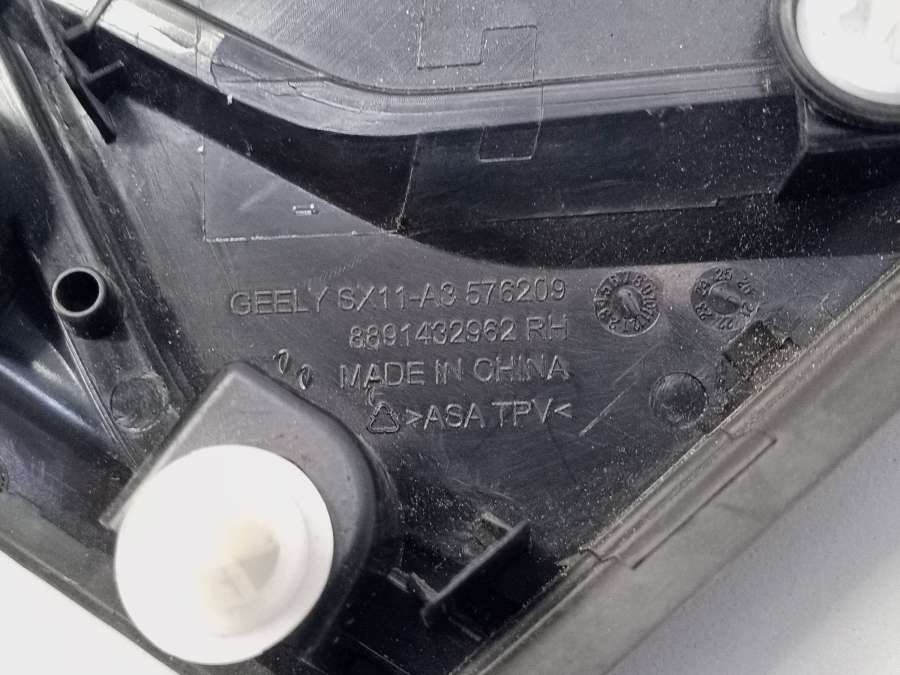 GEELY SX11-A3 576209
8891432962 RH
MADE IN CHINA
>ASA TPV<